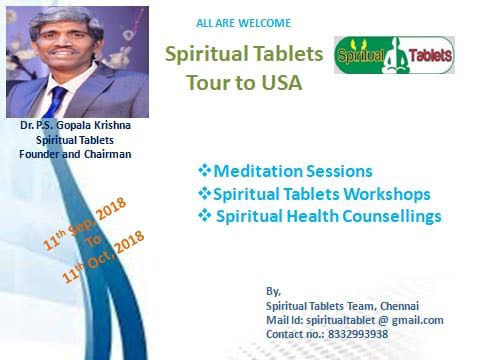 ALL ARE WELCOME
Spiritual Tablets
Tour to USA
Spiritual Tablets
Dr. P.S. Gopala Krishna
Spiritual Tablets
Founder and Chairman
❖Meditation Sessions
❖Spiritual Tablets Workshops
❖ Spiritual Health Counsellings
11th Sep, 2018
To
11th Oct, 2018
By,
Spiritual Tablets Team, Chennai
Mail Id: spiritualtablet @ gmail.com
Contact no.: 8332993938